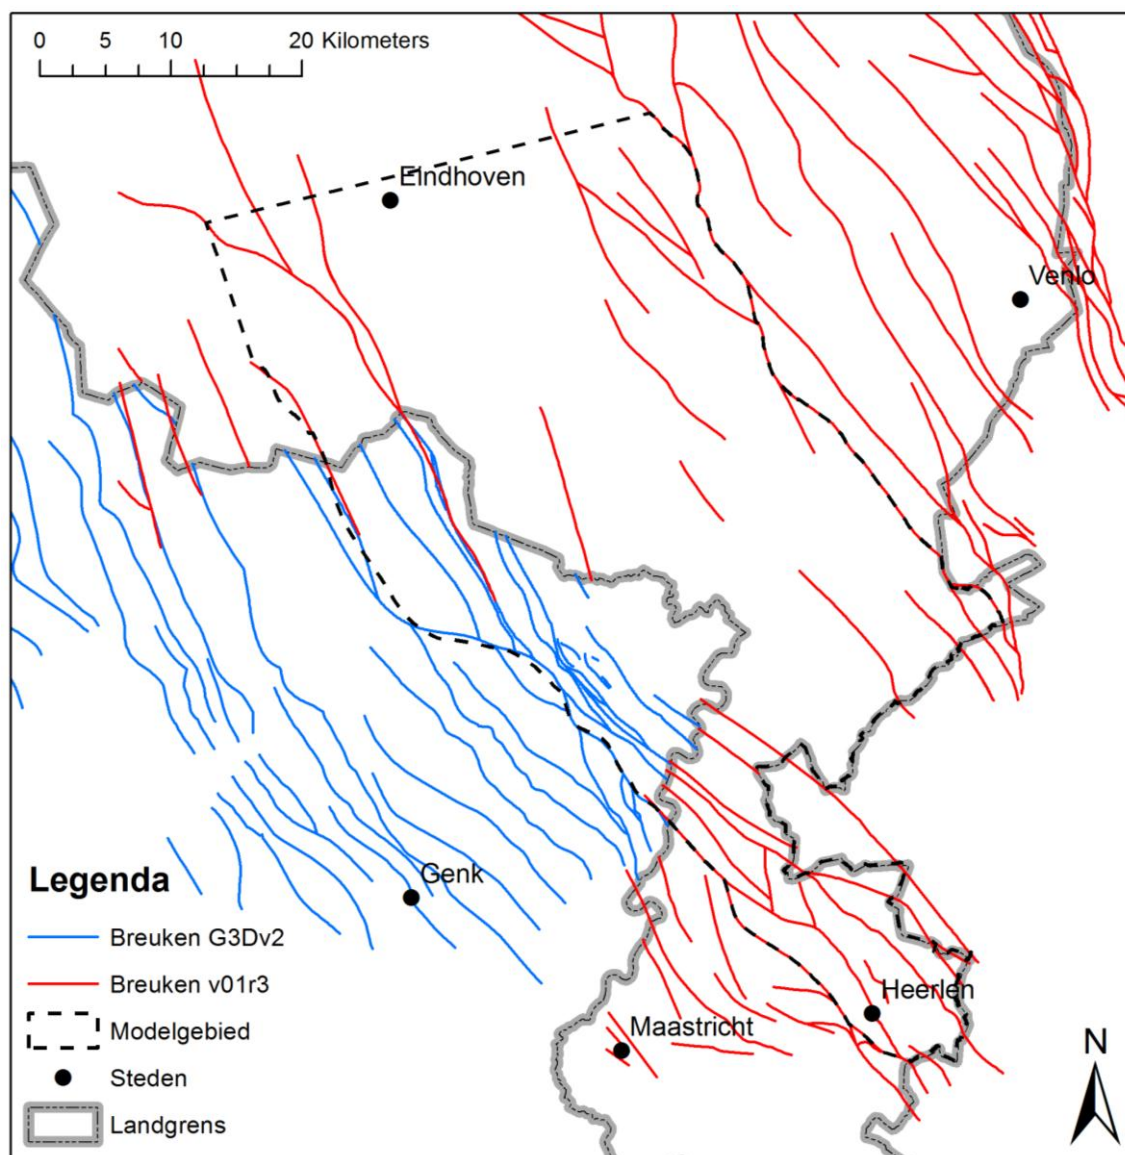 0 5 10 20 Kilometers
EIndhoven
Venlo
Genk
Legenda
Breuken G3Dv2
Breuken v01r3
Heerlen
Modelgebied
Maastricht
N
Steden
Landgrens